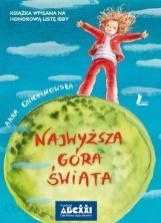 KSIĄŻKA WPISANA NA
HONOROWĄ LISTĘ IBBY
ANNA ONICHIMOWSKA
NAJWYŻSZA
GÓRA
ŚWIATA